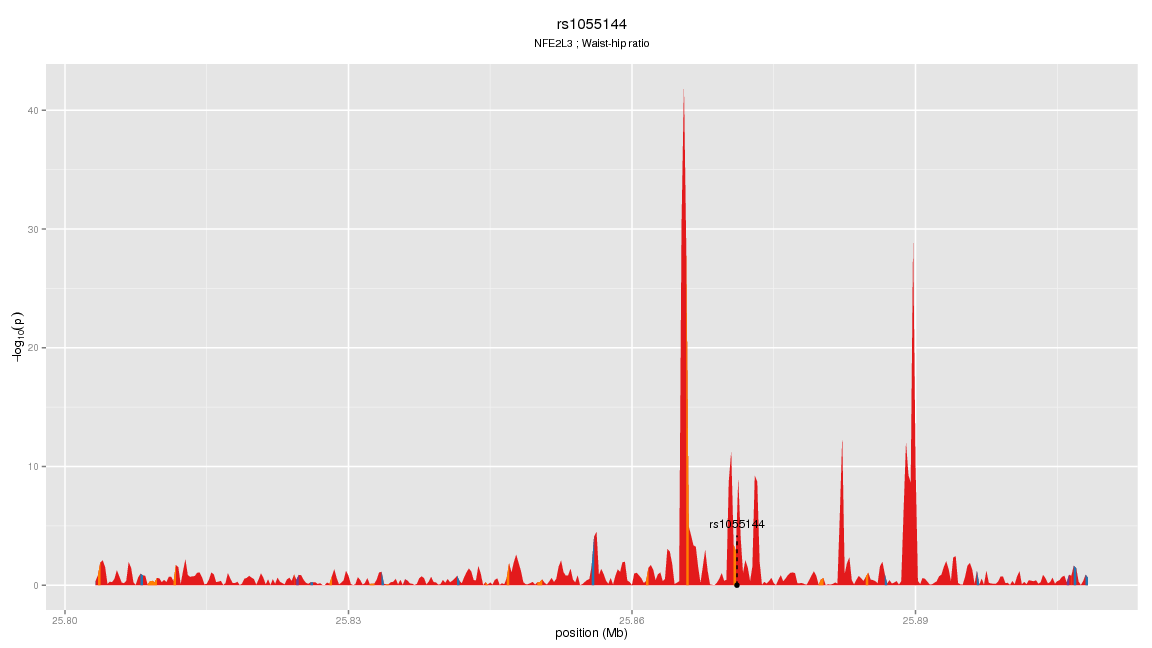 rs1055144
NFE2L3 ; Waist-hip ratio
40
30
20
10
0
−log10(p)
rs1055144
25.80
25.83
25.86
25.89
position (Mb)